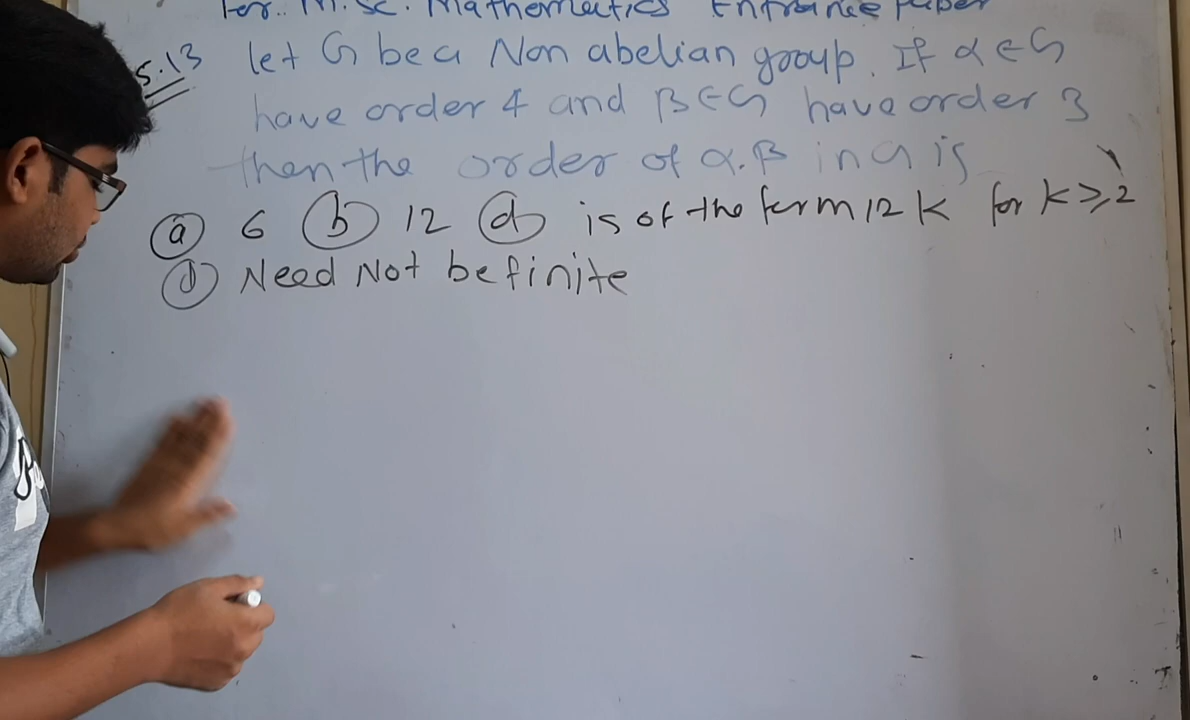 For.. M.Sc. Mathematics Entrance Paper
5.13 let G be a Non abelian group. If α ∈ G
have order 4 and β ∈ G have order 3
then the order of α.β in G is
(a) 6 (b) 12 (d) is of the form 12 K for K ≥ 2
(d) Need Not be finite